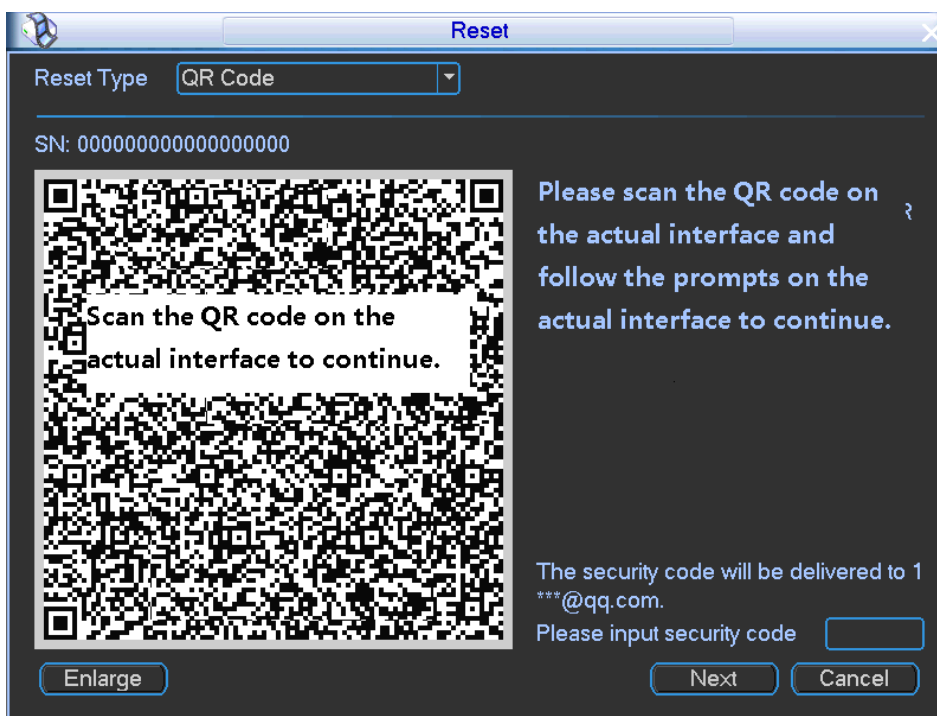 Reset
Reset Type QR Code
SN: 000000000000000000
Scan the QR code on the
actual interface to continue.
Please scan the QR code on
the actual interface and
follow the prompts on the
actual interface to continue.
The security code will be delivered to 1
***@qq.com.
Please input security code
Enlarge Next Cancel